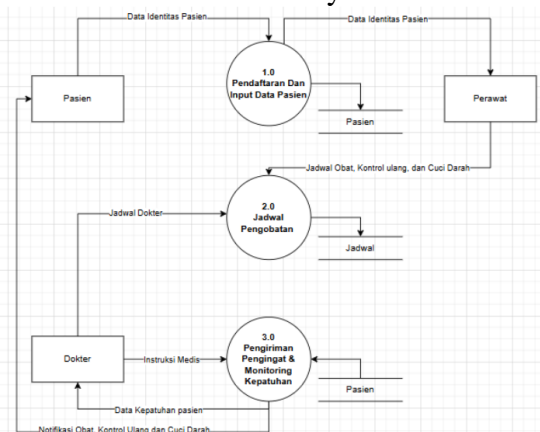 Data Identitas Pasien
Data Identitas Pasien
1.0
Pendaftaran Dan
Input Data Pasien
Pasien
Perawat
Pasien
Jadwal Obat, Kontrol ulang, dan Cuci Darah
2.0
Jadwal
Pengobatan
Jadwal Dokter
Jadwal
3.0
Pengiriman
Pengingat &
Monitoring
Kepatuhan
Dokter
Instruksi Medis
Pasien
Data Kepatuhan pasien
Notifikasi Obat, Kontrol Ulang dan Cuci Darah